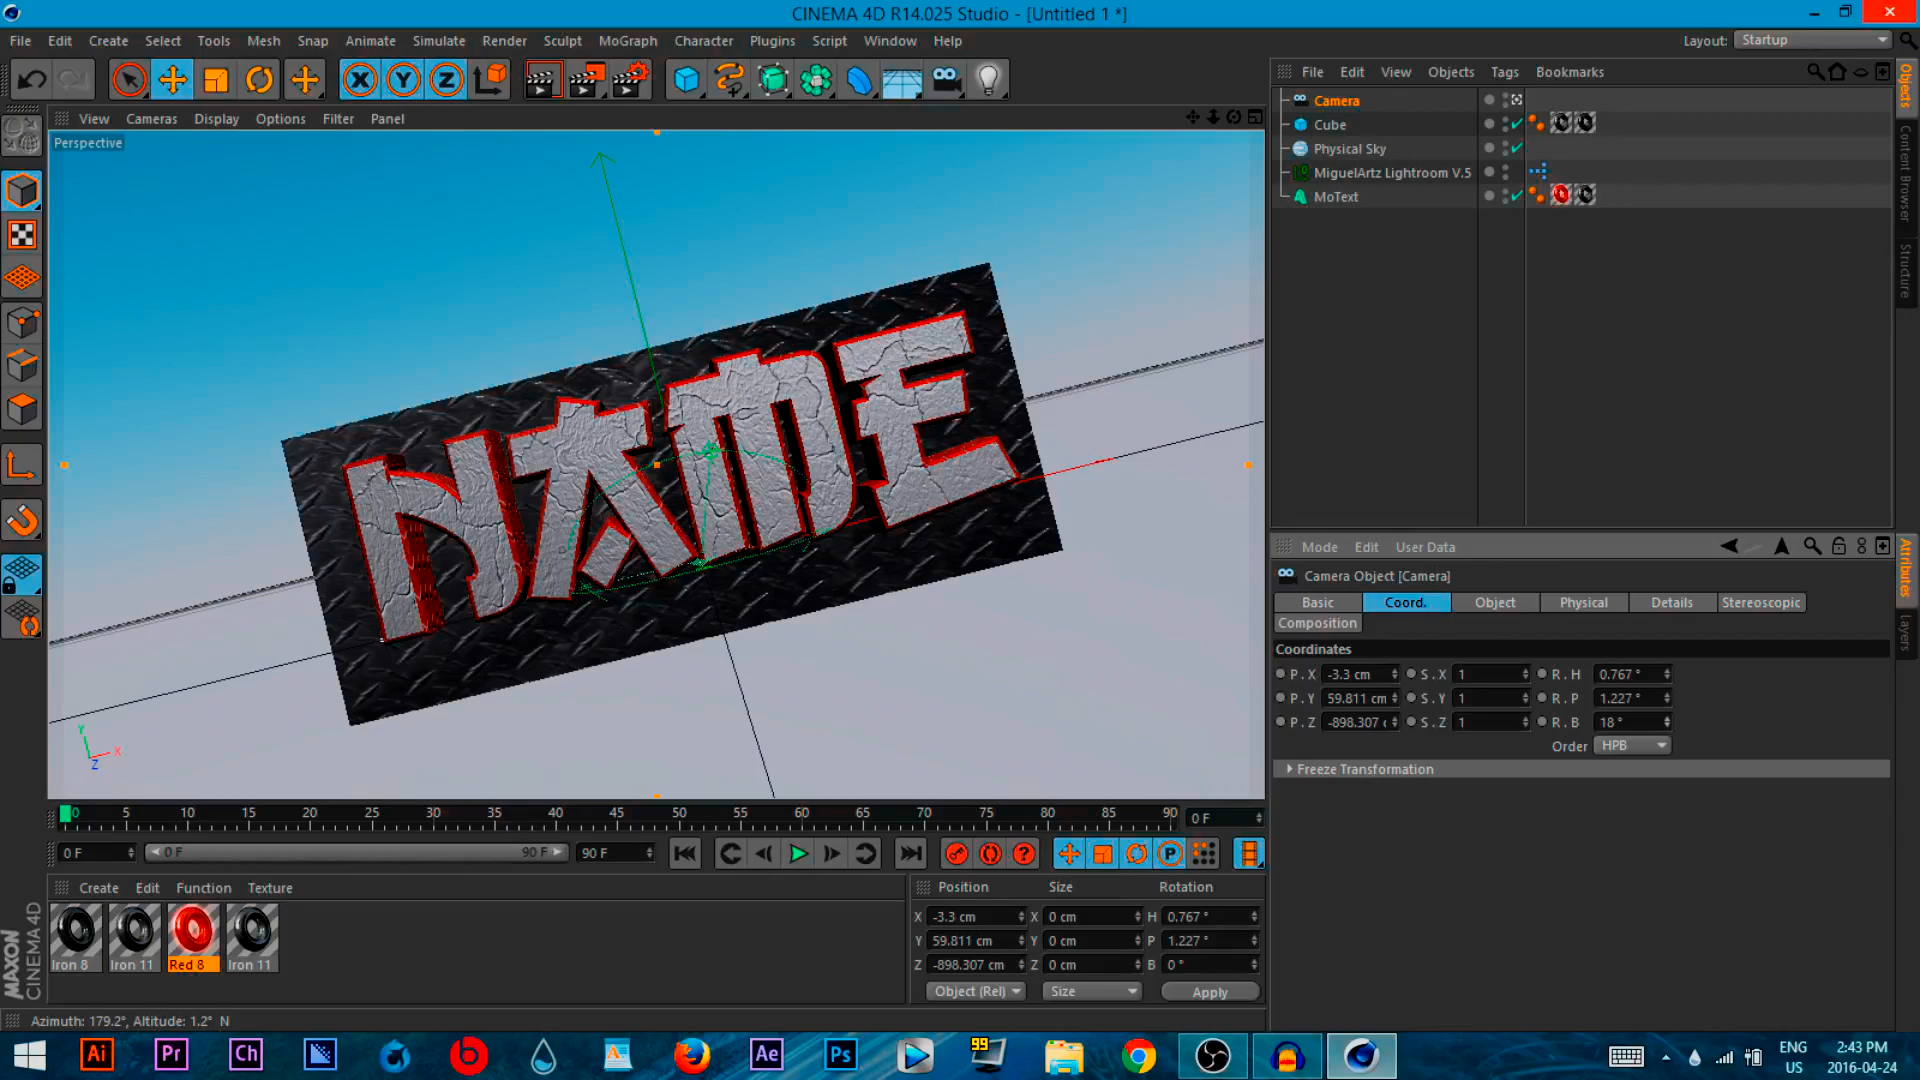 CINEMA 4D R14.025 Studio - [Untitled 1 *]
File Edit Create Select Tools Mesh Snap Animate Simulate Render Sculpt MoGraph Character Plugins Script Window Help
Layout: Startup
X Y Z
View Cameras Display Options Filter Panel
Perspective
NAME
Y X Z
File Edit View Objects Tags Bookmarks
Camera
Cube
Physical Sky
MiguelArtz Lightroom V.5
MoText
Objects
Content Browser
Structure
Mode Edit User Data
Camera Object [Camera]
Basic Coord. Object Physical Details Stereoscopic
Composition
Coordinates
P . X -3.3 cm S . X 1 R . H 0.767 °
P . Y 59.811 cm S . Y 1 R . P 1.227 °
P . Z -898.307 c S . Z 1 R . B 18 °
Order HPB
Freeze Transformation
Attributes
Layers
0 5 10 15 20 25 30 35 40 45 50 55 60 65 70 75 80 85 90 0 F
0 F 0 F 90 F 90 F
Create Edit Function Texture
Iron 8 Iron 11 Red 8 Iron 11
MAXON
CINEMA 4D
Position Size Rotation
X -3.3 cm X 0 cm H 0.767 °
Y 59.811 cm Y 0 cm P 1.227 °
Z -898.307 cm Z 0 cm B 0 °
Object (Rel) Size Apply
Azimuth: 179.2°, Altitude: 1.2° N
Ai Pr Ch Ae Ps 99
ENG
US
2:43 PM
2016-04-24